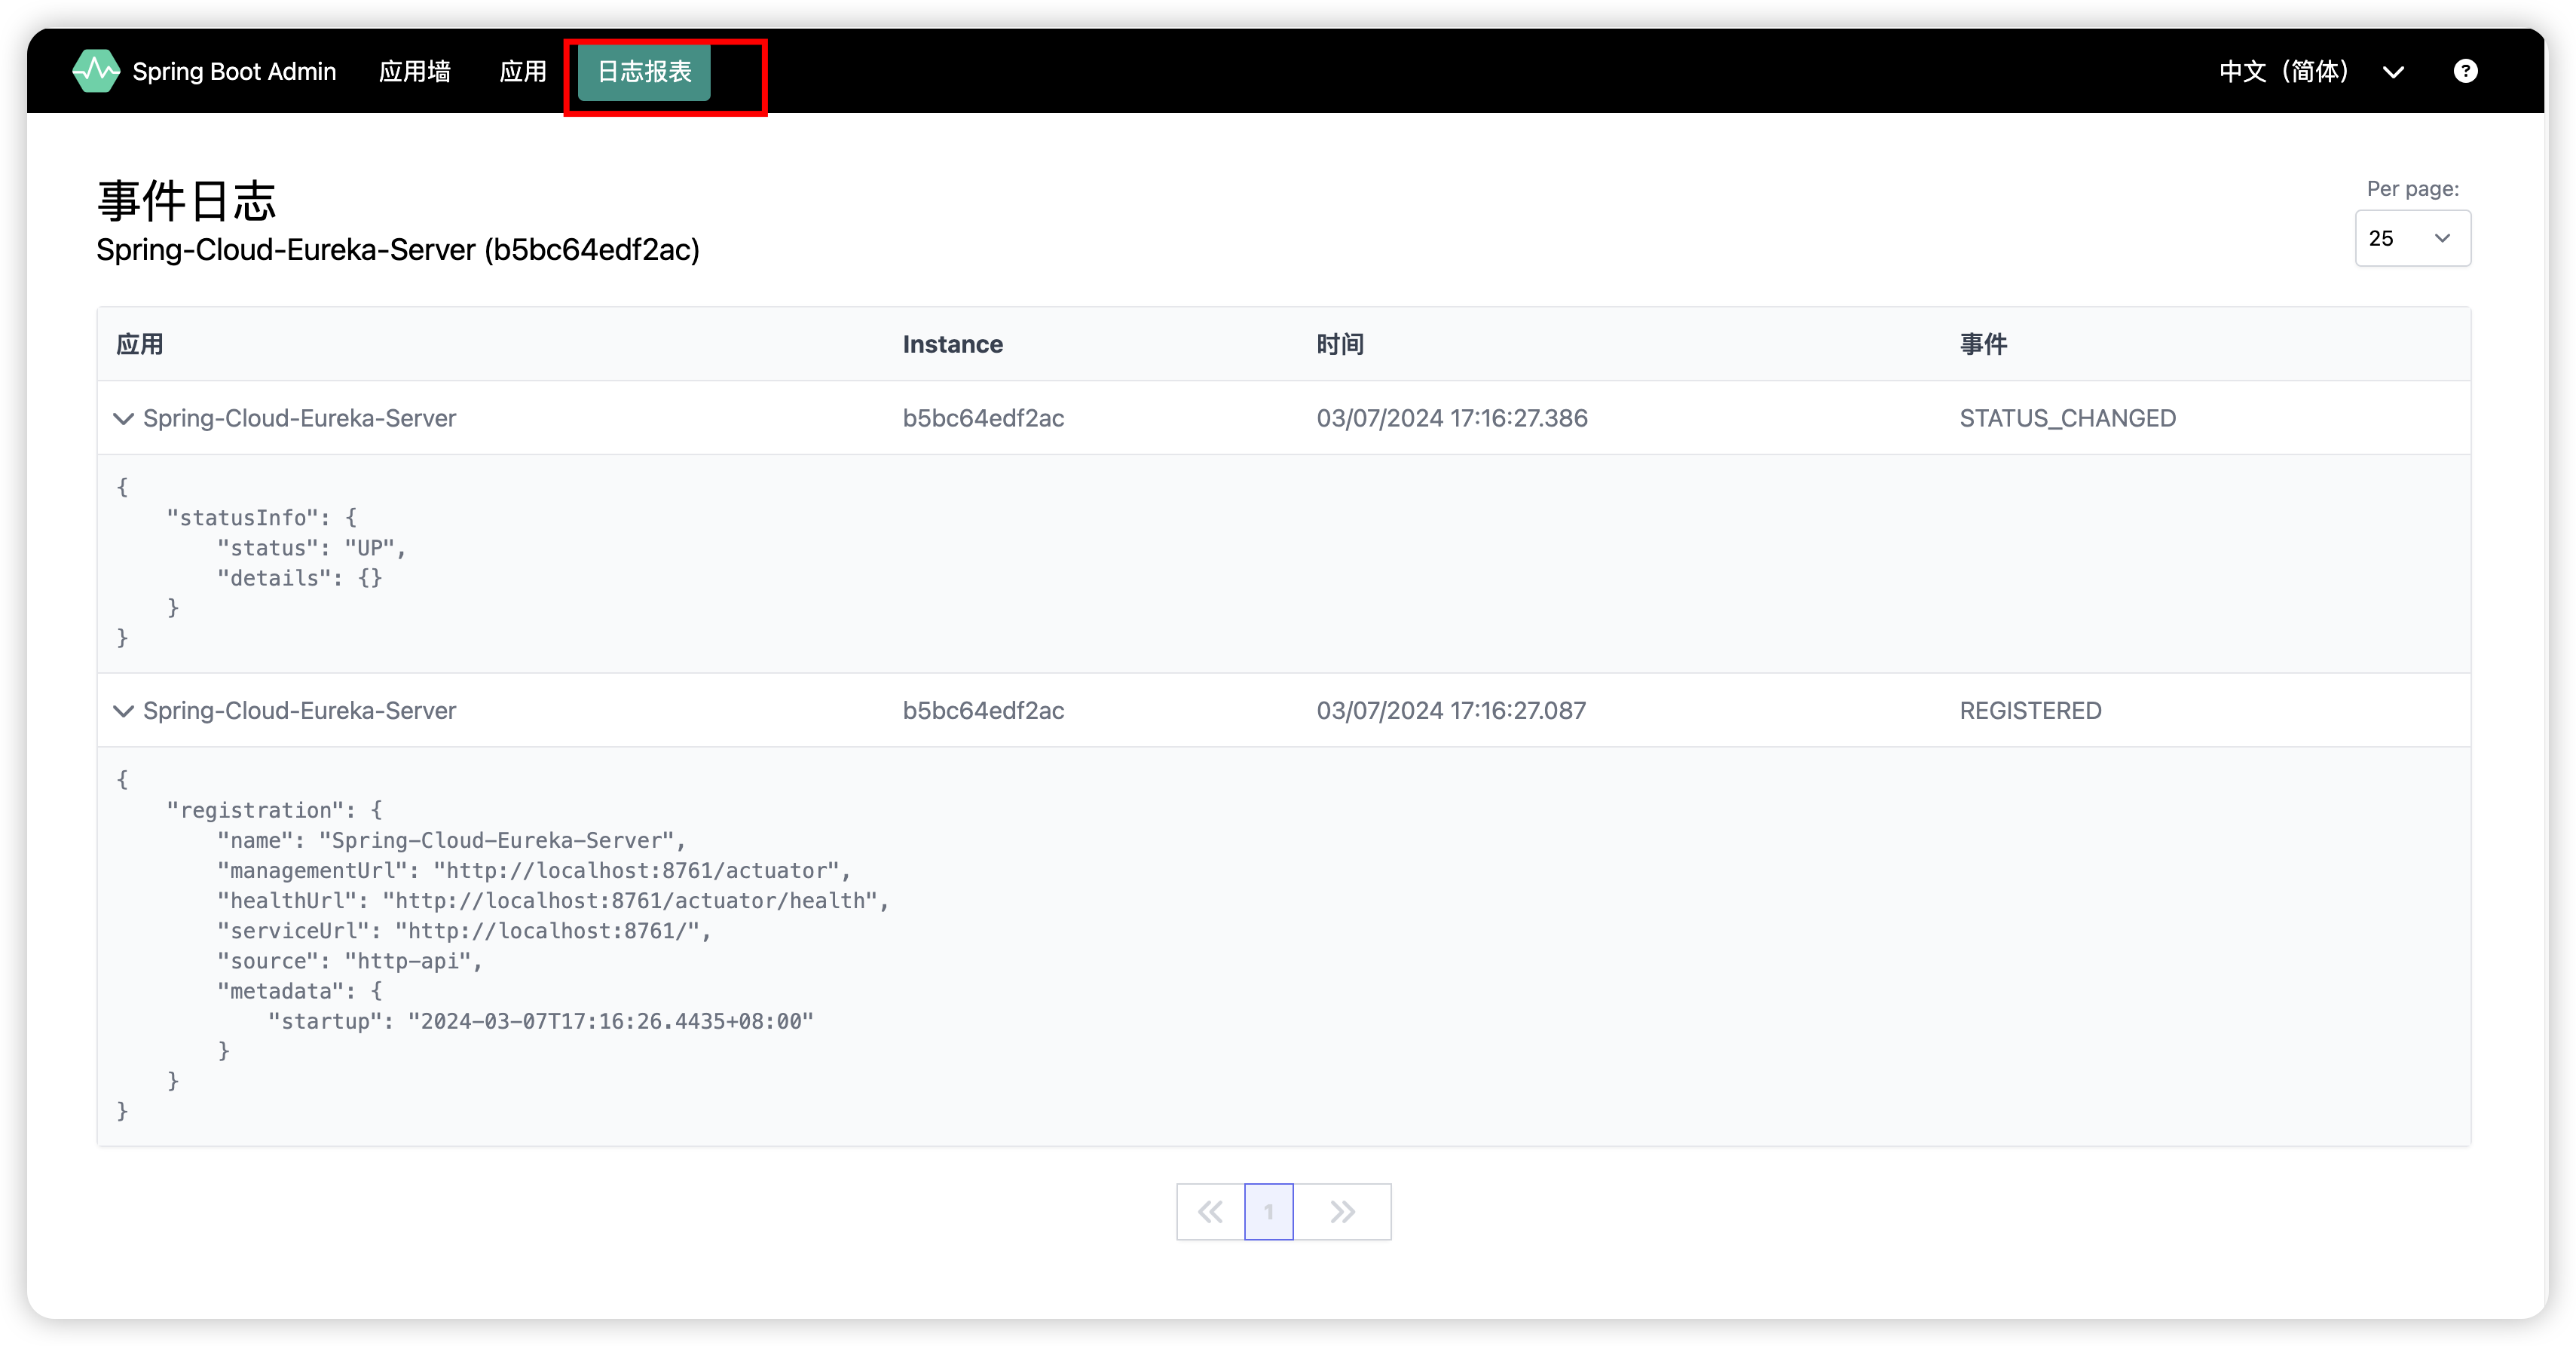 Spring Boot Admin 应用墙 应用 日志报表 中文（简体） ?
事件日志
Spring-Cloud-Eureka-Server (b5bc64edf2ac)
Per page:
25
应用 Instance 时间 事件
Spring-Cloud-Eureka-Server b5bc64edf2ac 03/07/2024 17:16:27.386 STATUS_CHANGED
{
    "statusInfo": {
        "status": "UP",
        "details": {}
    }
}
Spring-Cloud-Eureka-Server b5bc64edf2ac 03/07/2024 17:16:27.087 REGISTERED
{
    "registration": {
        "name": "Spring-Cloud-Eureka-Server",
        "managementUrl": "http://localhost:8761/actuator",
        "healthUrl": "http://localhost:8761/actuator/health",
        "serviceUrl": "http://localhost:8761/",
        "source": "http-api",
        "metadata": {
            "startup": "2024-03-07T17:16:26.4435+08:00"
        }
    }
}
1